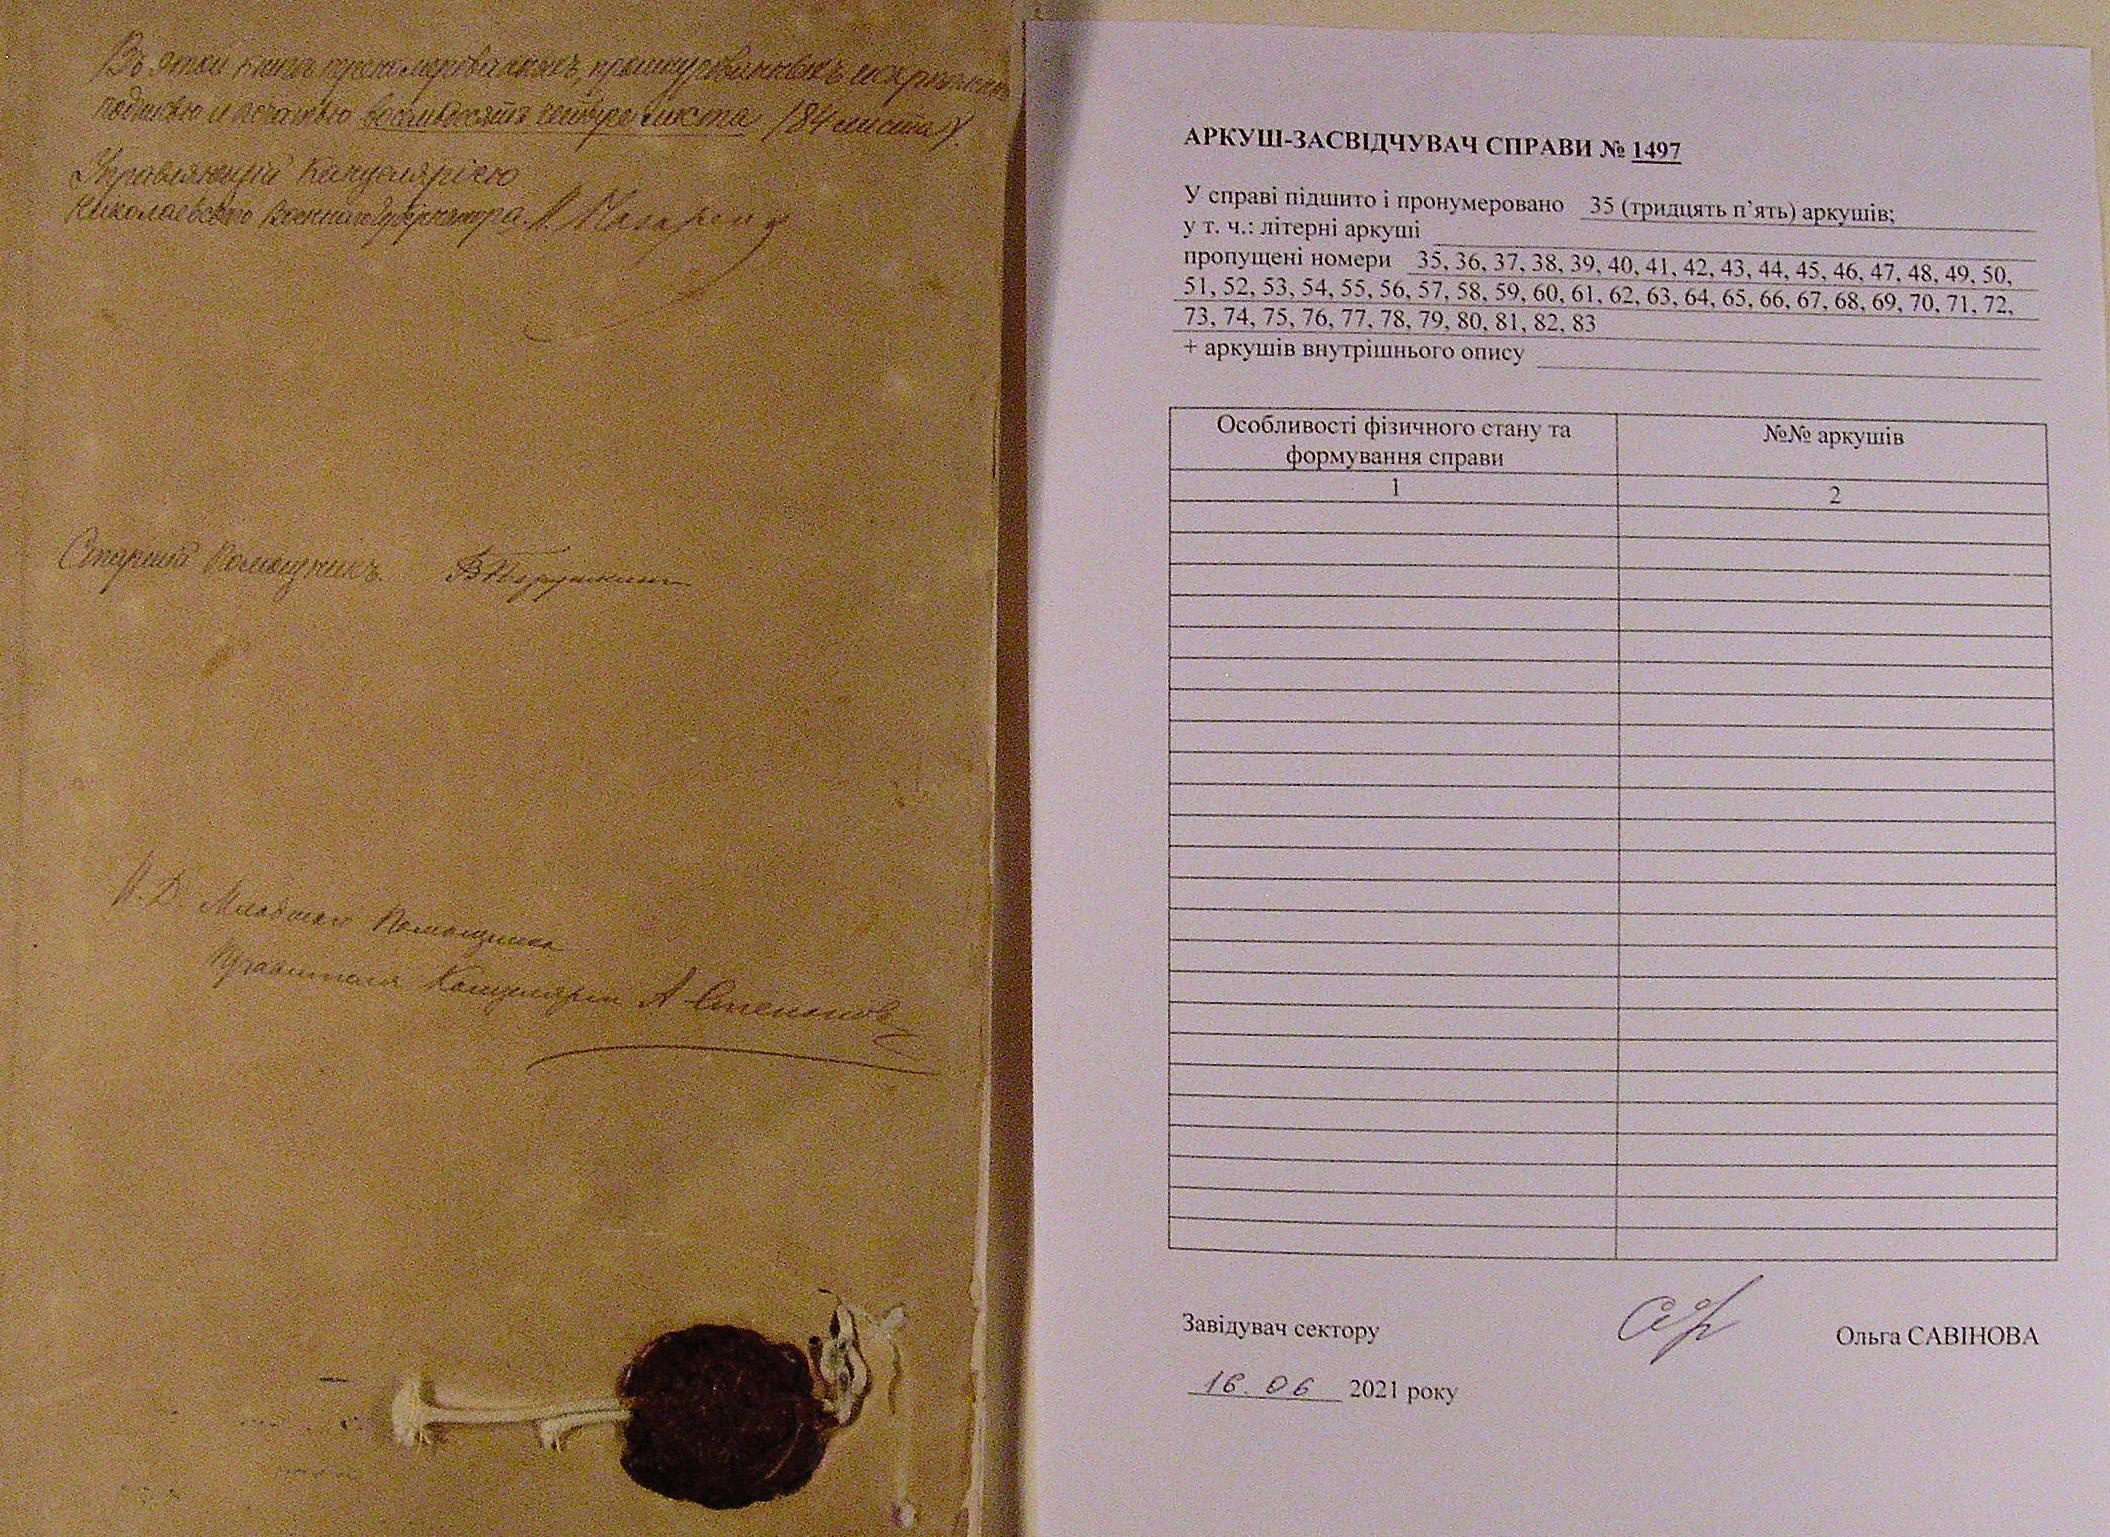 Въ этой книгѣ прономерованныхъ, прошнурованныхъ и скрѣпленныхъ
подписью и печатью восемьдесятъ четыре листа /84 листа/.
Управляющій Канцеляріею
Николаевскаго Военнаго Губернатора
Старшій Помощникъ
И. Д. Младшаго Помощника
Правителя Канцеляріи А Степановъ
АРКУШ-ЗАСВІДЧУВАЧ СПРАВИ № 1497
У справі підшито і пронумеровано 35 (тридцять п’ять) аркушів;
у т. ч.: літерні аркуші
пропущені номери 35, 36, 37, 38, 39, 40, 41, 42, 43, 44, 45, 46, 47, 48, 49, 50,
51, 52, 53, 54, 55, 56, 57, 58, 59, 60, 61, 62, 63, 64, 65, 66, 67, 68, 69, 70, 71, 72,
73, 74, 75, 76, 77, 78, 79, 80, 81, 82, 83
+ аркушів внутрішнього опису
Особливості фізичного стану та
формування справи
№№ аркушів
1
2
Завідувач сектору
Ольга САВІНОВА
16. 06 2021 року